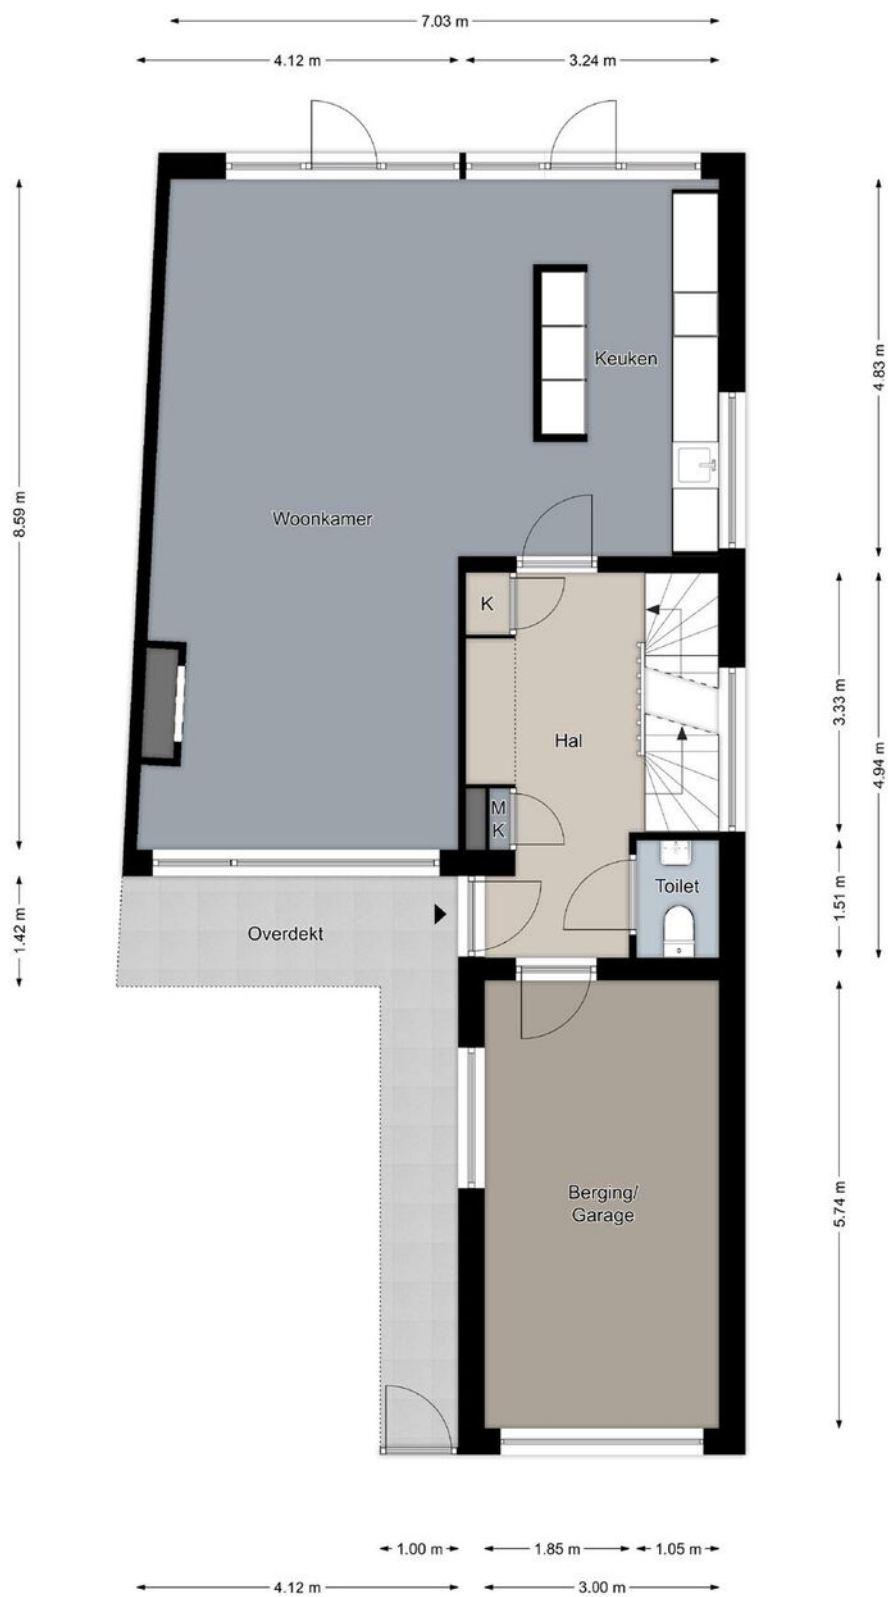 7.03 m
4.12 m
3.24 m
Keuken
4.83 m
8.59 m
Woonkamer
K
3.33 m
Hal
4.94 m
M
K
Toilet
1.51 m
1.42 m
Overdekt
Berging/
Garage
5.74 m
1.00 m
1.85 m
1.05 m
4.12 m
3.00 m